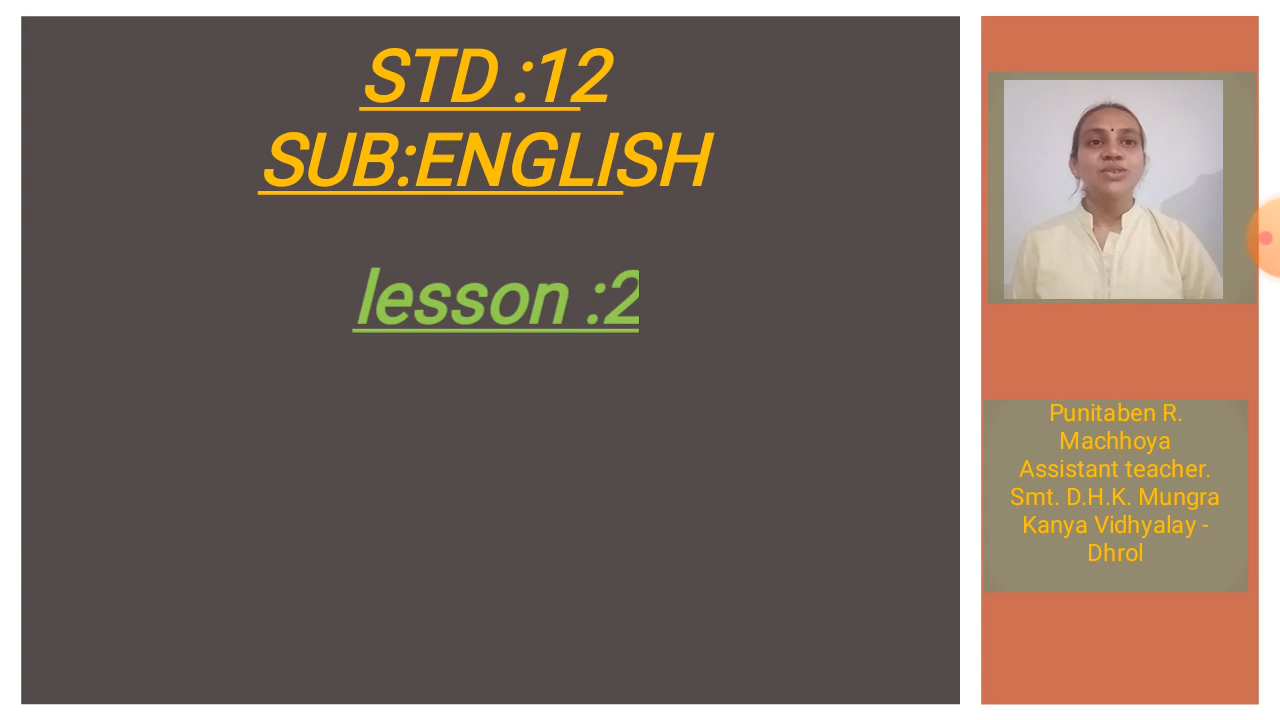 STD :12
SUB:ENGLISH
lesson :2
Punitaben R.
Machhoya
Assistant teacher.
Smt. D.H.K. Mungra
Kanya Vidhyalay -
Dhrol